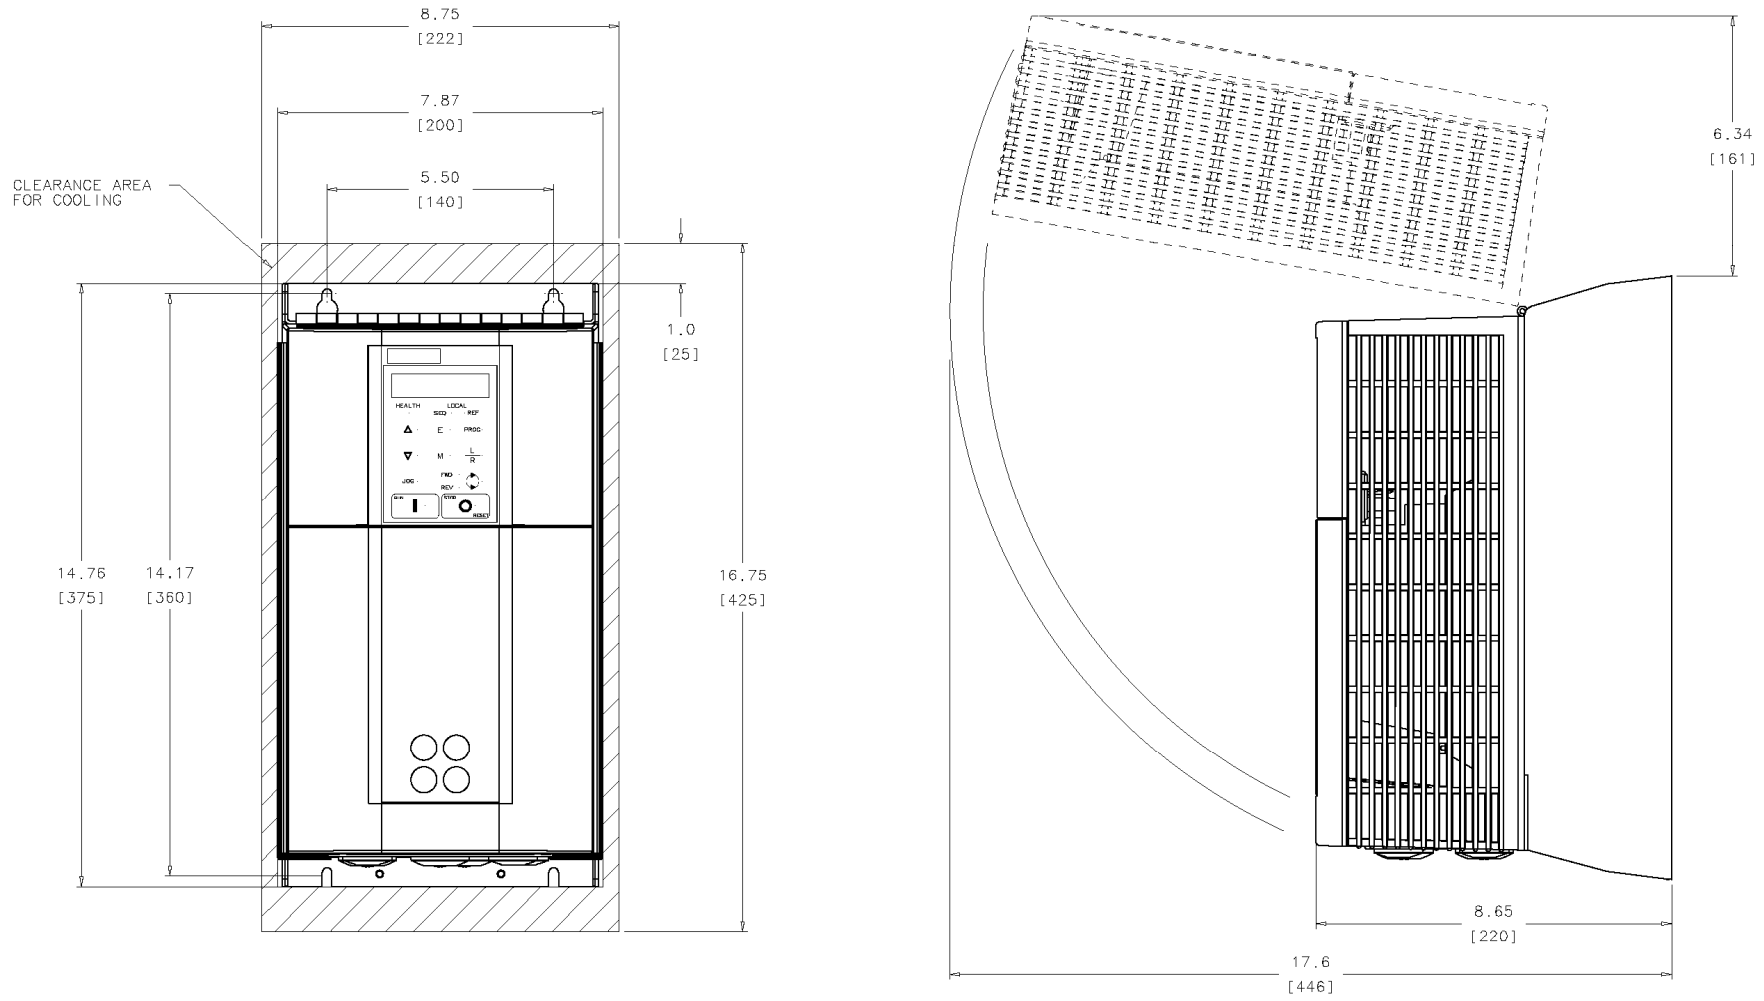 8.75
[222]
7.87
[200]
5.50
[140]
CLEARANCE AREA
FOR COOLING
1.0
[25]
14.76
[375]
14.17
[360]
16.75
[425]
HEALTH LOCAL
SEQ REF
E PROG
M L
R
JOG FWD
REV
RUN STOP
RESET
6.34
[161]
8.65
[220]
17.6
[446]